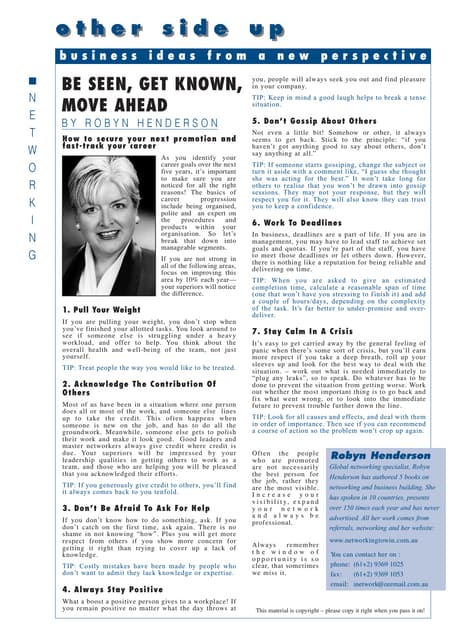 other side up
business ideas from a new perspective
NETWORKING
BE SEEN, GET KNOWN,
MOVE AHEAD
BY ROBYN HENDERSON
How to secure your next promotion and
fast-track your career
As you identify your
career goals over the next
five years, it's important
to make sure you are
noticed for all the right
reasons! The basics of
career progression
include being organised,
polite and an expert on
the procedures and
products within your
organisation. So let's
break that down into
manageable segments.
If you are not strong in
all of the following areas,
focus on improving this
area by 10% each year—
your superiors will notice
the difference.
1. Pull Your Weight
If you are pulling your weight, you don't stop when
you've finished your allotted tasks. You look around to
see if someone else is struggling under a heavy
workload, and offer to help. You think about the
overall health and well-being of the team, not just
yourself.
TIP: Treat people the way you would like to be treated.
2. Acknowledge The Contribution Of
Others
Most of us have been in a situation where one person
does all or most of the work, and someone else lines
up to take the credit. This often happens when
someone is new on the job, and has to do all the
groundwork. Meanwhile, someone else gets to polish
their work and make it look good. Good leaders and
master networkers always give credit where credit is
due. Your superiors will be impressed by your
leadership qualities in getting others to work as a
team, and those who are helping you will be pleased
that you acknowledged their efforts.
TIP: If you generously give credit to others, you'll find
it always comes back to you tenfold.
3. Don't Be Afraid To Ask For Help
If you don't know how to do something, ask. If you
don't catch on the first time, ask again. There is no
shame in not knowing "how". Plus you will get more
respect from others if you show more concern for
getting it right than trying to cover up a lack of
knowledge.
TIP: Costly mistakes have been made by people who
don't want to admit they lack knowledge or expertise.
4. Always Stay Positive
What a boost a positive person gives to a workplace! If
you remain positive no matter what the day throws at
you, people will always seek you out and find pleasure
in your company.
TIP: Keep in mind a good laugh helps to break a tense
situation.
5. Don't Gossip About Others
Not even a little bit! Somehow or other, it always
seems to get back. Stick to the principle: "if you
haven't got anything good to say about others, don't
say anything at all."
TIP: If someone starts gossiping, change the subject or
turn it aside with a comment like, "I guess she thought
she was acting for the best." It won't take long for
others to realise that you won't be drawn into gossip
sessions. They may not your response, but they will
respect you for it. They will also know they can trust
you to keep a confidence.
6. Work To Deadlines
In business, deadlines are a part of life. If you are in
management, you may have to lead staff to achieve set
goals and quotas. If you're part of the staff, you have
to meet those deadlines or let others down. However,
there is nothing like a reputation for being reliable and
delivering on time.
TIP: When you are asked to give an estimated
completion time, calculate a reasonable span of time
(one that won't have you stressing to finish it) and add
a couple of hours/days, depending on the complexity
of the task. It's far better to under-promise and over-
deliver.
7. Stay Calm In A Crisis
It's easy to get carried away by the general feeling of
panic when there's some sort of crisis, but you'll earn
more respect if you take a deep breath, roll up your
sleeves up and look for the best way to deal with the
situation. – work out what is needed immediately to
"plug any leaks", so to speak. Do whatever has to be
done to prevent the situation from getting worse. Work
out whether the most important thing is to go back and
fix what went wrong, or to look into the immediate
future to prevent trouble further down the line.
TIP: Look for all causes and effects, and deal with them
in order of importance. Then see if you can recommend
a course of action so the problem won't crop up again.
Often the people
who are promoted
are not necessarily
the best person for
the job, rather they
are the most visible.
Increase your
visibility, expand
your network
and always be
professional.
Always remember
the window of
opportunity is so
clear, that sometimes
we miss it.
Robyn Henderson
Global networking specialist, Robyn
Henderson has authored 5 books on
networking and business building. She
has spoken in 10 countries, presents
over 150 times each year and has never
advertised. All her work comes from
referrals, networking and her website:
www.networkingtowin.com.au.
You can contact her on :
phone: (61+2) 9369 1025
fax: (61+2) 9369 1053
email: inetwork@ozemail.com.au
This material is copyright – please copy it right when you pass it on!